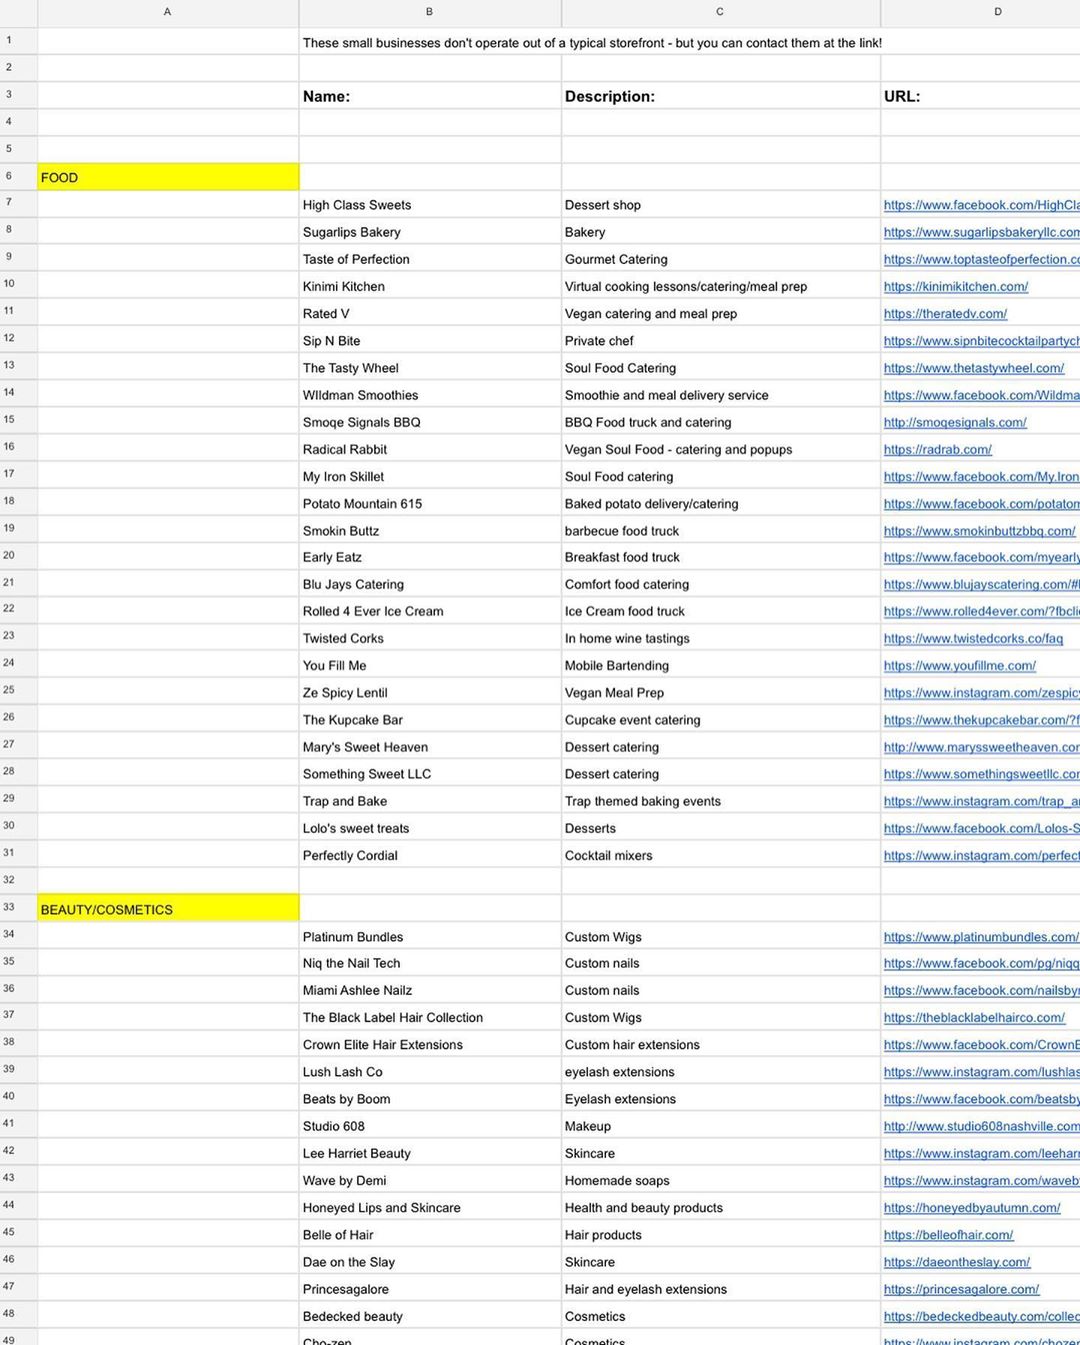 A B C D
1 These small businesses don't operate out of a typical storefront - but you can contact them at the link!
2
3 Name: Description: URL:
4
5
6 FOOD
7 High Class Sweets Dessert shop https://www.facebook.com/HighCla
8 Sugarlips Bakery Bakery https://www.sugarlipsbakeryllc.com
9 Taste of Perfection Gourmet Catering https://www.toptasteofperfection.co
10 Kinimi Kitchen Virtual cooking lessons/catering/meal prep https://kinimikitchen.com/
11 Rated V Vegan catering and meal prep https://theratedv.com/
12 Sip N Bite Private chef https://www.sipnbitecocktailpartych
13 The Tasty Wheel Soul Food Catering https://www.thetastywheel.com/
14 WIldman Smoothies Smoothie and meal delivery service https://www.facebook.com/Wildma
15 Smoqe Signals BBQ BBQ Food truck and catering http://smoqesignals.com/
16 Radical Rabbit Vegan Soul Food - catering and popups https://radrab.com/
17 My Iron Skillet Soul Food catering https://www.facebook.com/My.Iron
18 Potato Mountain 615 Baked potato delivery/catering https://www.facebook.com/potatom
19 Smokin Buttz barbecue food truck https://www.smokinbuttzbbq.com/
20 Early Eatz Breakfast food truck https://www.facebook.com/myearly
21 Blu Jays Catering Comfort food catering https://www.blujayscatering.com/#
22 Rolled 4 Ever Ice Cream Ice Cream food truck https://www.rolled4ever.com/?fbcli
23 Twisted Corks In home wine tastings https://www.twistedcorks.co/faq
24 You Fill Me Mobile Bartending https://www.youfillme.com/
25 Ze Spicy Lentil Vegan Meal Prep https://www.instagram.com/zespicy
26 The Kupcake Bar Cupcake event catering https://www.thekupcakebar.com/?f
27 Mary's Sweet Heaven Dessert catering http://www.maryssweetheaven.com
28 Something Sweet LLC Dessert catering https://www.somethingsweetllc.com
29 Trap and Bake Trap themed baking events https://www.instagram.com/trap_a
30 Lolo's sweet treats Desserts https://www.facebook.com/Lolos-S
31 Perfectly Cordial Cocktail mixers https://www.instagram.com/perfect
32
33 BEAUTY/COSMETICS
34 Platinum Bundles Custom Wigs https://www.platinumbundles.com/
35 Niq the Nail Tech Custom nails https://www.facebook.com/pg/niqq
36 Miami Ashlee Nailz Custom nails https://www.facebook.com/nailsby
37 The Black Label Hair Collection Custom Wigs https://theblacklabelhairco.com/
38 Crown Elite Hair Extensions Custom hair extensions https://www.facebook.com/CrownE
39 Lush Lash Co eyelash extensions https://www.instagram.com/lushlas
40 Beats by Boom Eyelash extensions https://www.facebook.com/beatsby
41 Studio 608 Makeup http://www.studio608nashville.com
42 Lee Harriet Beauty Skincare https://www.instagram.com/leeharr
43 Wave by Demi Homemade soaps https://www.instagram.com/waveb
44 Honeyed Lips and Skincare Health and beauty products https://honeyedbyautumn.com/
45 Belle of Hair Hair products https://belleofhair.com/
46 Dae on the Slay Skincare https://daeontheslay.com/
47 Princesagalore Hair and eyelash extensions https://princesagalore.com/
48 Bedecked beauty Cosmetics https://bedeckedbeauty.com/collec
49 Cho-zen Cosmetics https://www.instagram.com/chozen